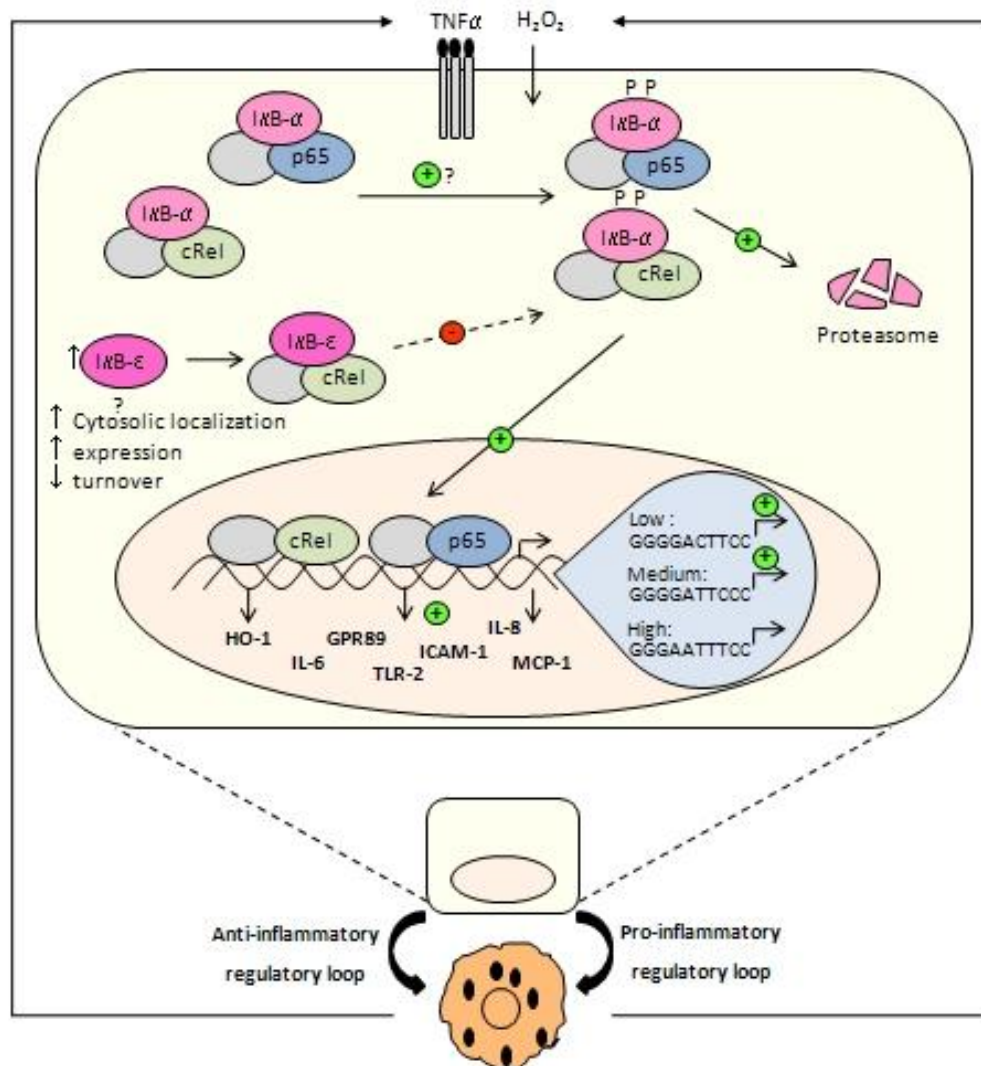 TNFα H₂O₂
P P
IκB-α
p65
IκB-α
p65
+ ?
P P
IκB-α
cRel
IκB-α
cRel
+
Proteasome
IκB-ε
IκB-ε
cRel
-
?
↑ Cytosolic localization
↑ expression
↓ turnover
+
cRel
p65
Low :
GGGGACTTCC
+
Medium:
GGGGATTCCC
+
High:
GGGAATTTCC
HO-1
IL-6
GPR89
TLR-2
+
ICAM-1
IL-8
MCP-1
Anti-inflammatory
regulatory loop
Pro-inflammatory
regulatory loop